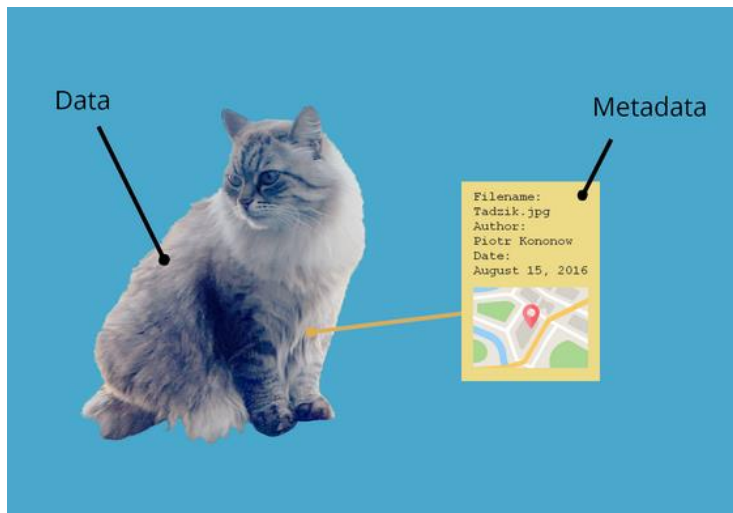 Data
Metadata
Filename:
Tadzik.jpg
Author:
Piotr Kononow
Date:
August 15, 2016